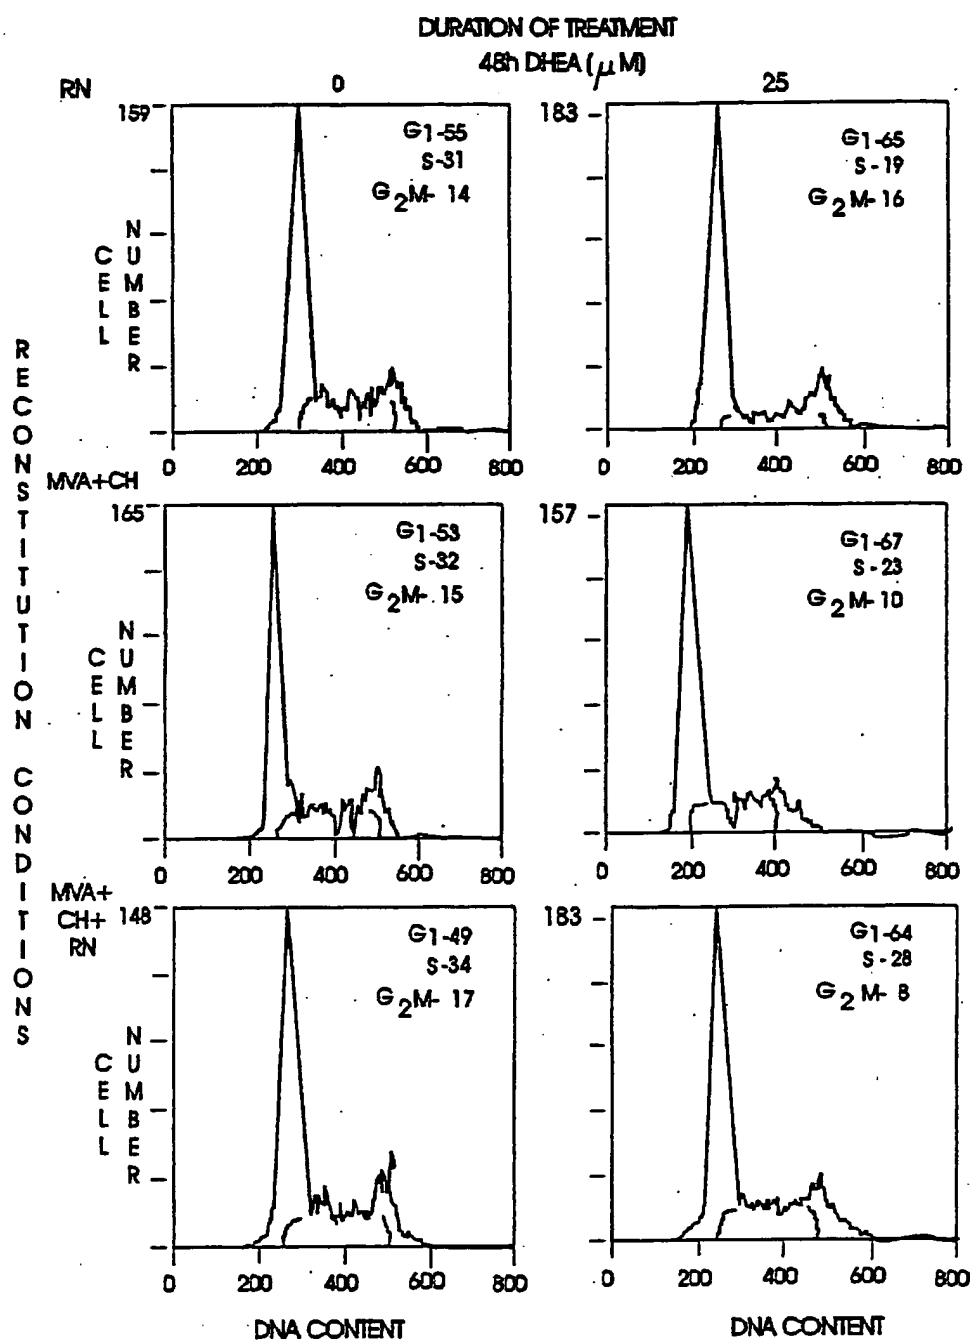 DURATION OF TREATMENT
48h DHEA (μM)
RN
0
25
159
G1-55
S-31
G2M- 14
CELL NUMBER
0 200 400 600 800
183
G1-65
S-19
G2M-16
0 200 400 600 800
RECONSTITUTION CONDITIONS
MVA+CH
165
G1-53
S-32
G2M-.15
CELL NUMBER
0 200 400 600 800
157
G1-67
S-23
G2M-10
0 200 400 600 800
MVA+
CH+
RN
148
G1-49
S-34
G2M-17
CELL NUMBER
0 200 400 600 800
DNA CONTENT
183
G1-64
S-28
G2M-8
0 200 400 600 800
DNA CONTENT